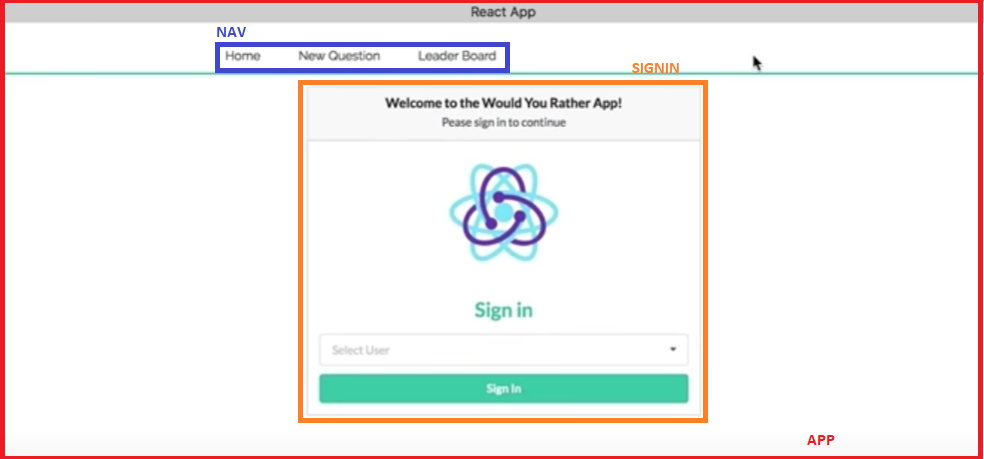 React App
NAV
Home New Question Leader Board
SIGNIN
Welcome to the Would You Rather App!
Pease sign in to continue
Sign in
Select User
Sign In
APP